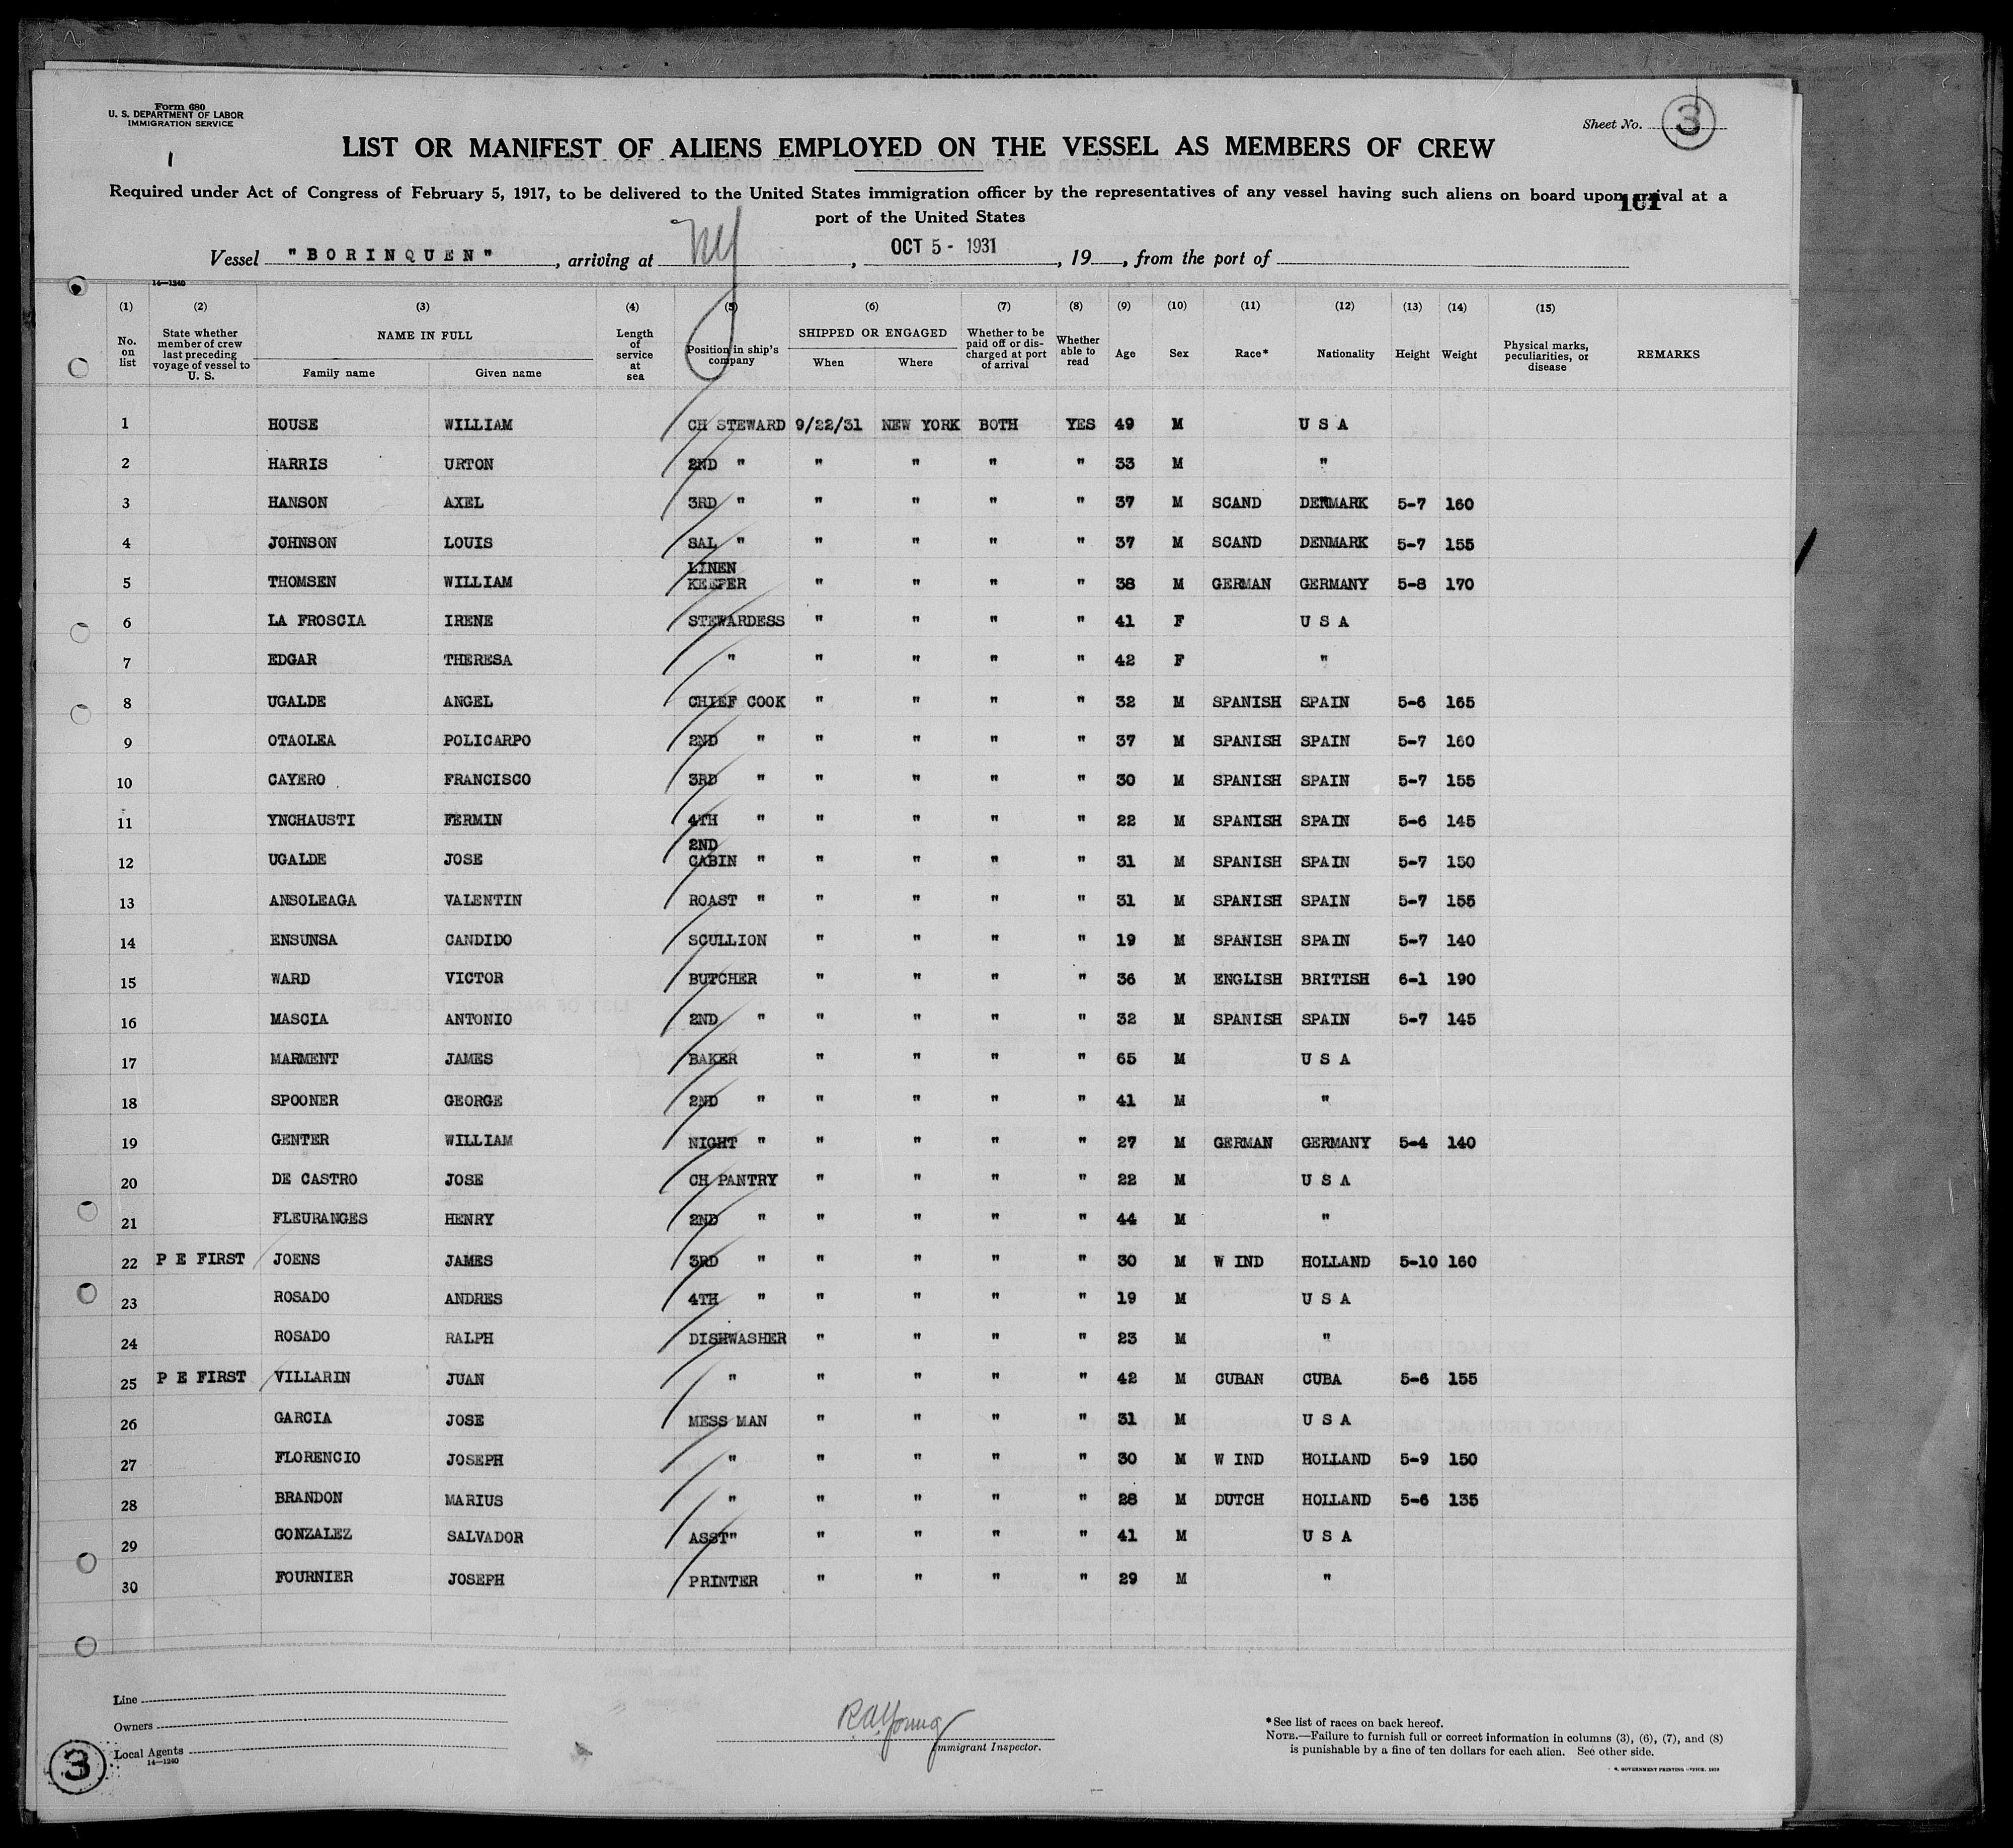 Form 680
U. S. DEPARTMENT OF LABOR
IMMIGRATION SERVICE
1
Sheet No. 3
LIST OR MANIFEST OF ALIENS EMPLOYED ON THE VESSEL AS MEMBERS OF CREW
Required under Act of Congress of February 5, 1917, to be delivered to the United States immigration officer by the representatives of any vessel having such aliens on board upon arrival at a
101
port of the United States
Vessel "BORINQUEN", arriving at NY, OCT 5 - 1931, 19, from the port of
14-1240
(1) (2) (3) (4) (5) (6) (7) (8) (9) (10) (11) (12) (13) (14) (15)
No. on list State whether member of crew last preceding voyage of vessel to U. S. NAME IN FULL Family name Given name Length of service at sea Position in ship's company SHIPPED OR ENGAGED When Where Whether to be paid off or discharged at port of arrival Whether able to read Age Sex Race* Nationality Height Weight Physical marks, peculiarities, or disease REMARKS
1 HOUSE WILLIAM CH STEWARD 9/22/31 NEW YORK BOTH YES 49 M U S A
2 HARRIS URTON 2ND " " " " " 33 M "
3 HANSON AXEL 3RD " " " " " 37 M SCAND DENMARK 5-7 160
4 JOHNSON LOUIS SAL " " " " " 37 M SCAND DENMARK 5-7 155
5 THOMSEN WILLIAM LINEN KEEPER " " " " 38 M GERMAN GERMANY 5-8 170
6 LA FROSCIA IRENE STEWARDESS " " " " 41 F U S A
7 EDGAR THERESA " " " " " 42 F "
8 UGALDE ANGEL CHIEF COOK " " " " 32 M SPANISH SPAIN 5-6 165
9 OTAOLEA POLICARPO 2ND " " " " " 37 M SPANISH SPAIN 5-7 160
10 CAYERO FRANCISCO 3RD " " " " " 30 M SPANISH SPAIN 5-7 155
11 YNCHAUSTI FERMIN 4TH " " " " " 22 M SPANISH SPAIN 5-6 145
12 UGALDE JOSE 2ND CABIN " " " " " 31 M SPANISH SPAIN 5-7 150
13 ANSOLEAGA VALENTIN ROAST " " " " " 31 M SPANISH SPAIN 5-7 155
14 ENSUNSA CANDIDO SCULLION " " " " 19 M SPANISH SPAIN 5-7 140
15 WARD VICTOR BUTCHER " " " " 36 M ENGLISH BRITISH 6-1 190
16 MASCIA ANTONIO 2ND " " " " " 32 M SPANISH SPAIN 5-7 145
17 MARMENT JAMES BAKER " " " " 65 M U S A
18 SPOONER GEORGE 2ND " " " " " 41 M "
19 GENTER WILLIAM NIGHT " " " " " 27 M GERMAN GERMANY 5-4 140
20 DE CASTRO JOSE CH PANTRY " " " " 22 M U S A
21 FLEURANGES HENRY 2ND " " " " " 44 M "
22 P E FIRST JOENS JAMES 3RD " " " " " 30 M W IND HOLLAND 5-10 160
23 ROSADO ANDRES 4TH " " " " " 19 M U S A
24 ROSADO RALPH DISHWASHER " " " " 23 M "
25 P E FIRST VILLARIN JUAN " " " " " 42 M CUBAN CUBA 5-6 155
26 GARCIA JOSE MESS MAN " " " " 31 M U S A
27 FLORENCIO JOSEPH " " " " " 30 M W IND HOLLAND 5-9 150
28 BRANDON MARIUS " " " " " 28 M DUTCH HOLLAND 5-6 135
29 GONZALEZ SALVADOR ASST" " " " " 41 M U S A
30 FOURNIER JOSEPH PRINTER " " " " 29 M "
Line
Owners
Local Agents
14-1240
3
R.A. Young
Immigrant Inspector.
*See list of races on back hereof.
NOTE.—Failure to furnish full or correct information in columns (3), (6), (7), and (8)
is punishable by a fine of ten dollars for each alien. See other side.
GOVERNMENT PRINTING OFFICE